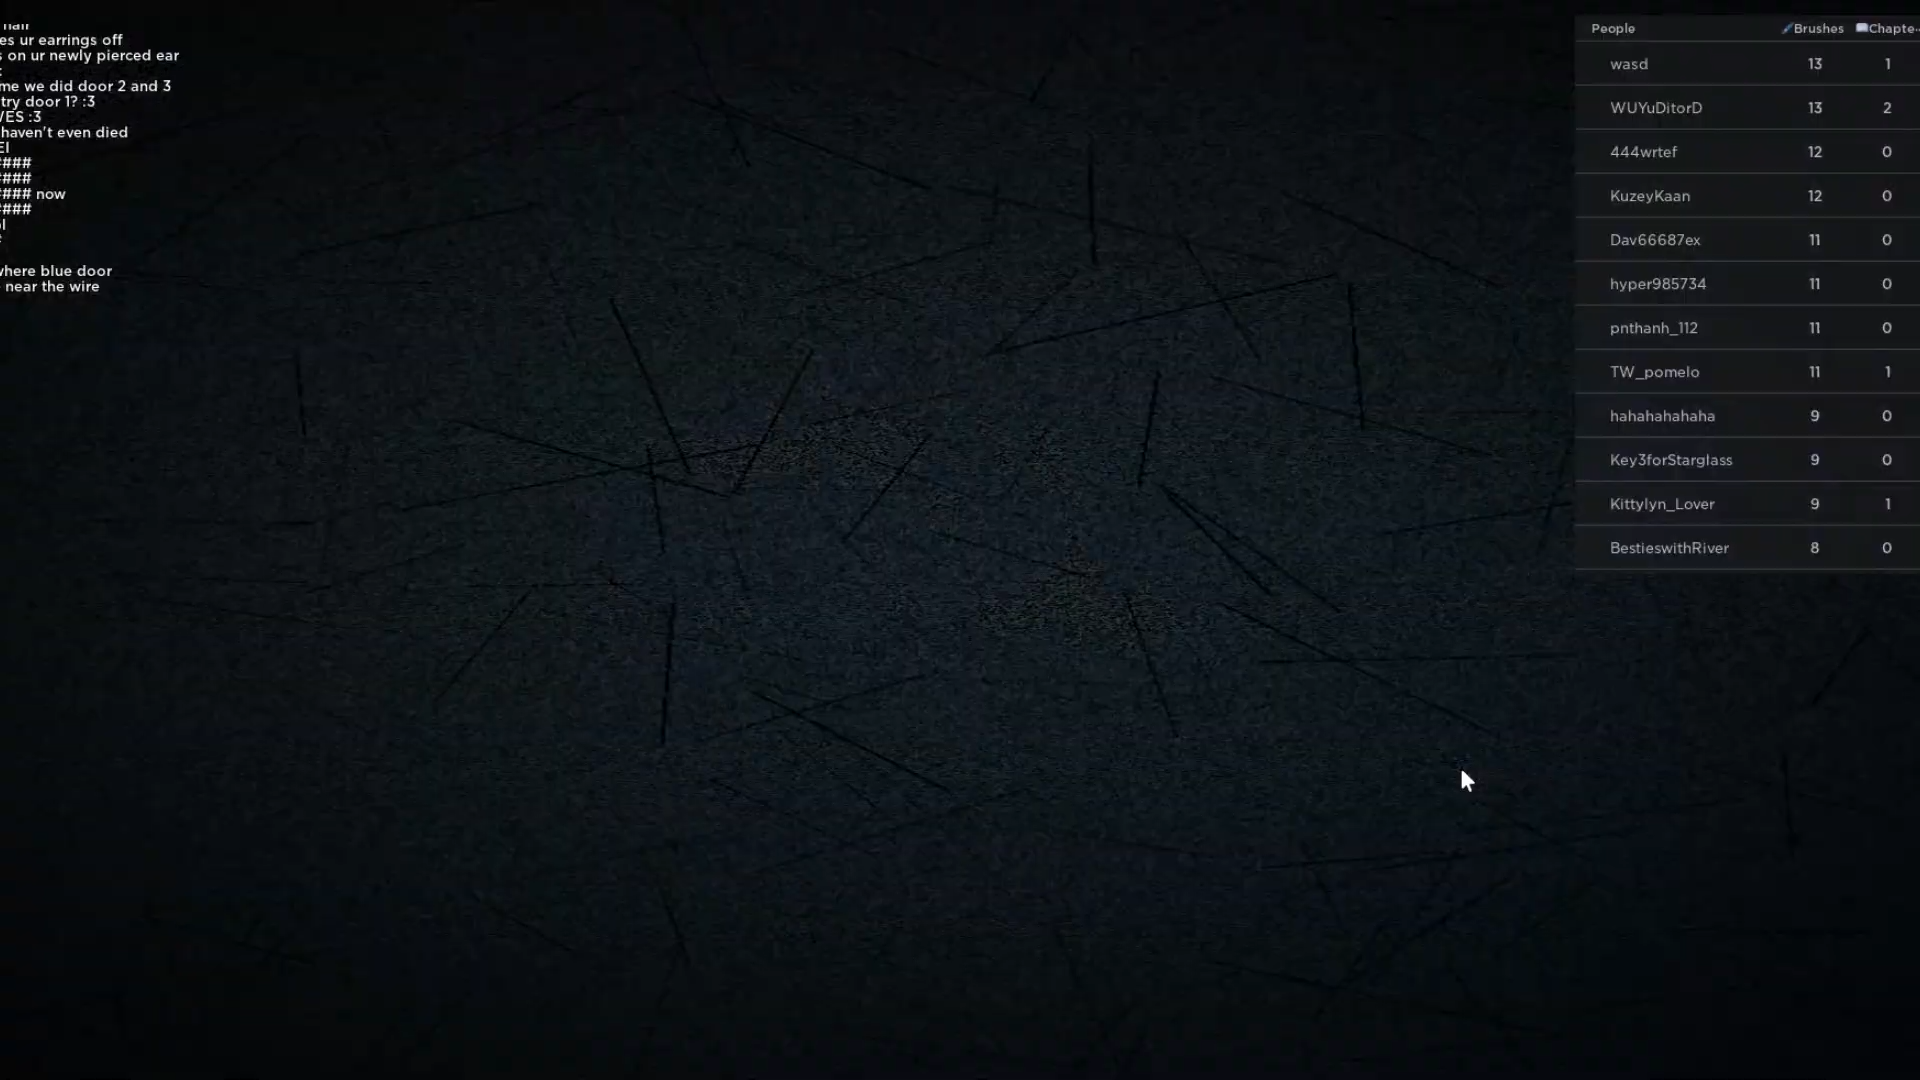 es ur earrings off
s on ur newly pierced ear
:
me we did door 2 and 3
try door 1? :3
VES :3
haven't even died
EI
####
####
#### now
####
where blue door
near the wire
People Brushes Chapte..
wasd 13 1
WUYuDitorD 13 2
444wrtef 12 0
KuzeyKaan 12 0
Dav66687ex 11 0
hyper985734 11 0
pnthanh_112 11 0
TW_pomelo 11 1
hahahahahaha 9 0
Key3forStarglass 9 0
Kittylyn_Lover 9 1
BestieswithRiver 8 0